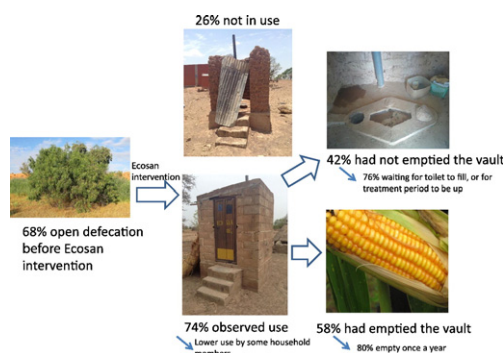 26% not in use
Ecosan
intervention
68% open defecation
before Ecosan
intervention
42% had not emptied the vault
76% waiting for toilet to fill, or for
treatment period to be up
74% observed use
Lower use by some household
members
58% had emptied the vault
80% empty once a year